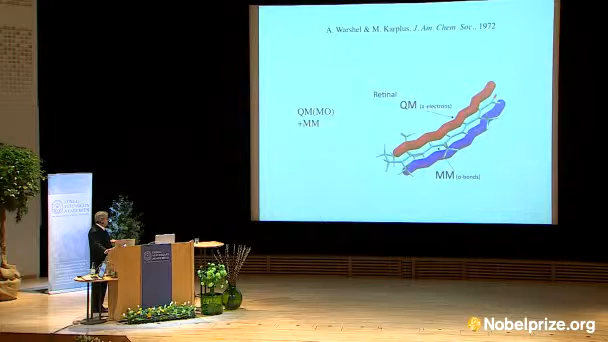 A. Warshel & M. Karplus, J. Am. Chem. Soc., 1972
Retinal
QM (π-electrons)
QM(MO)
+MM
MM (σ-bonds)
Nobelprize.org